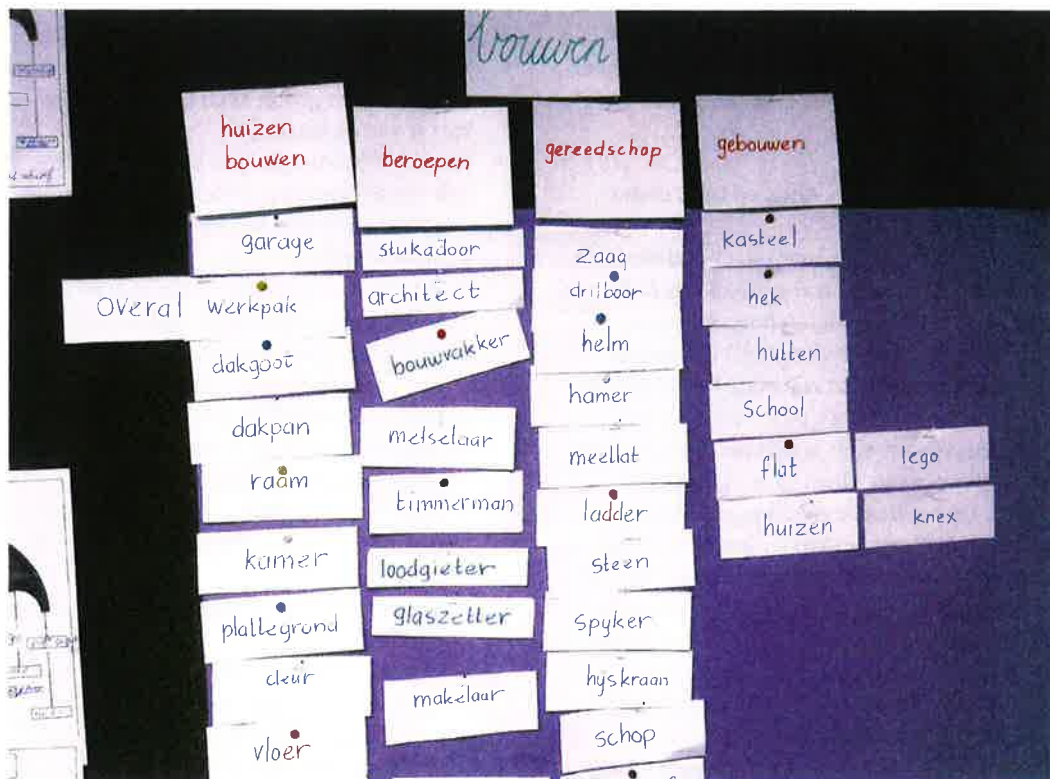 bouwen
huizen
bouwen
garage
Overal werkpak
dakgoot
dakpan
raam
kamer
plattegrond
deur
vloer
beroepen
stukadoor
architect
bouwvakker
metselaar
timmerman
loodgieter
glaszetter
makelaar
gereedschap
zaag
drilboor
helm
hamer
meetlat
ladder
steen
spyker
hyskraan
schop
gebouwen
kasteel
hek
hutten
School
flat
huizen
lego
knex